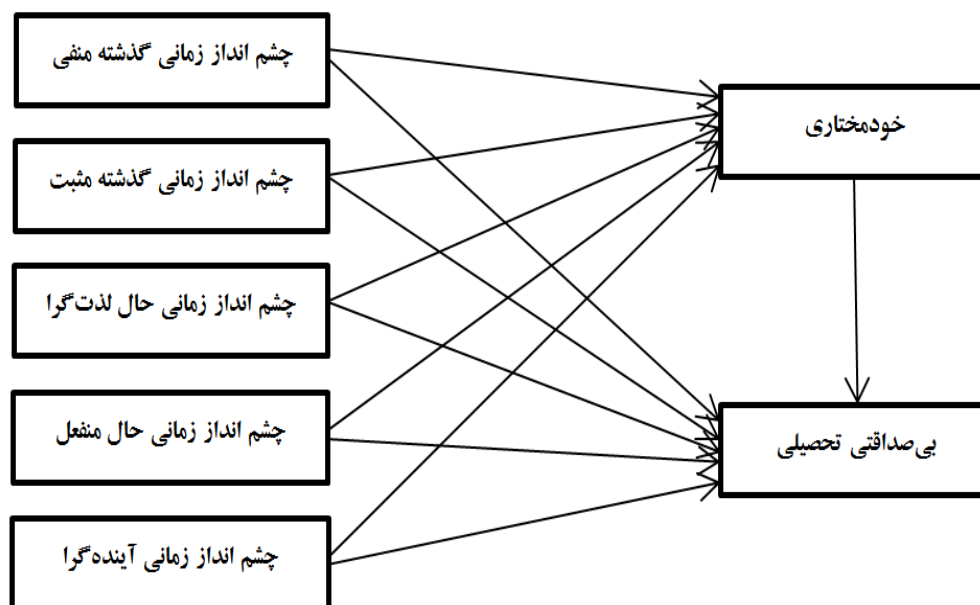 چشم انداز زمانی گذشته منفی
خودمختاری
چشم انداز زمانی گذشته مثبت
چشم انداز زمانی حال لذت‌گرا
چشم انداز زمانی حال منفعل
بی‌صداقتی تحصیلی
چشم انداز زمانی آینده‌گرا